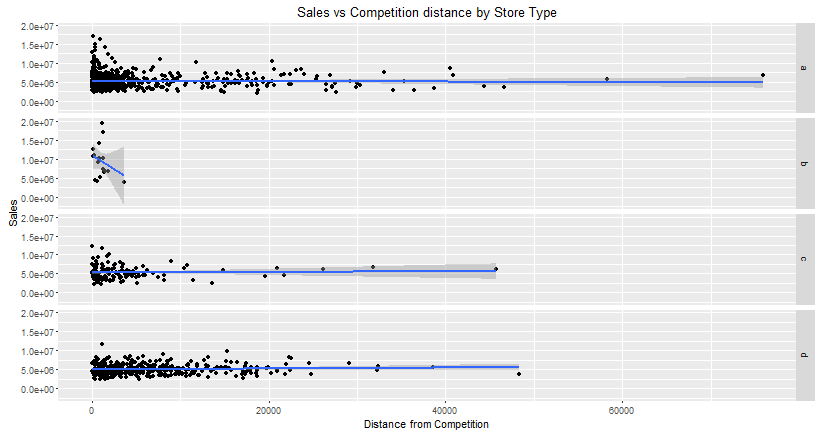 Sales vs Competition distance by Store Type
Sales
2.0e+07
1.5e+07
1.0e+07
5.0e+06
0.0e+00
a
2.0e+07
1.5e+07
1.0e+07
5.0e+06
0.0e+00
b
2.0e+07
1.5e+07
1.0e+07
5.0e+06
0.0e+00
c
2.0e+07
1.5e+07
1.0e+07
5.0e+06
0.0e+00
d
0 20000 40000 60000
Distance from Competition